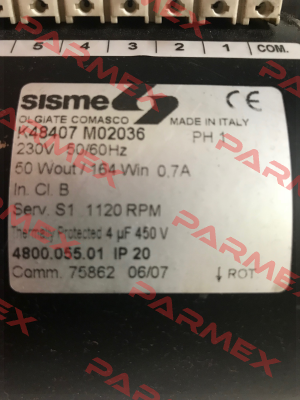 5 4 3 2 1 COM.
sisme CE
OLGIATE COMASCO MADE IN ITALY
K48407 M02036 PH 1
230V 50/60Hz
50 Wout / 164 Win 0.7A
In. Cl. B
Serv. S1 1120 RPM
Thermally Protected 4 µF 450 V
4800.055.01 IP 20
Comm. 75862 06/07 ↓ ROT
PARMEX